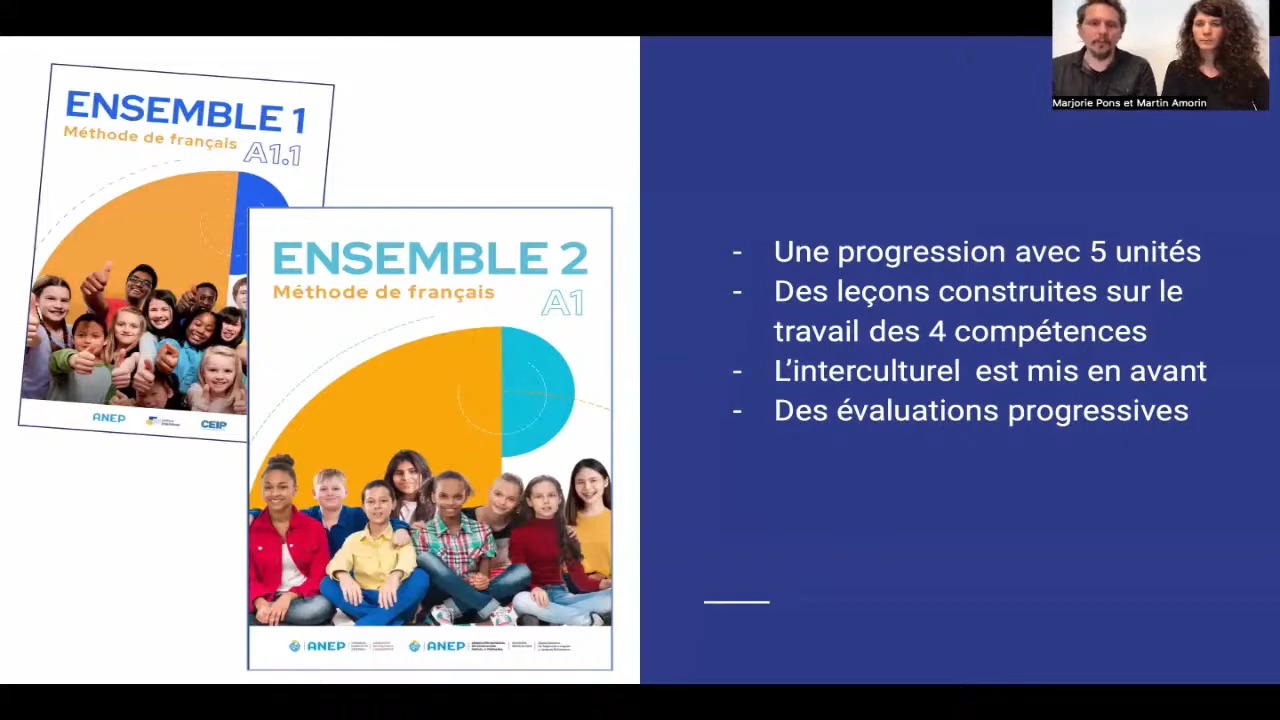 Marjorie Pons et Martin Amorin
ENSEMBLE 1
Méthode de français
A1.1
ANEP
CEIP
ENSEMBLE 2
Méthode de français
A1
ANEP
ANEP
- Une progression avec 5 unités
- Des leçons construites sur le
travail des 4 compétences
- L’interculturel est mis en avant
- Des évaluations progressives